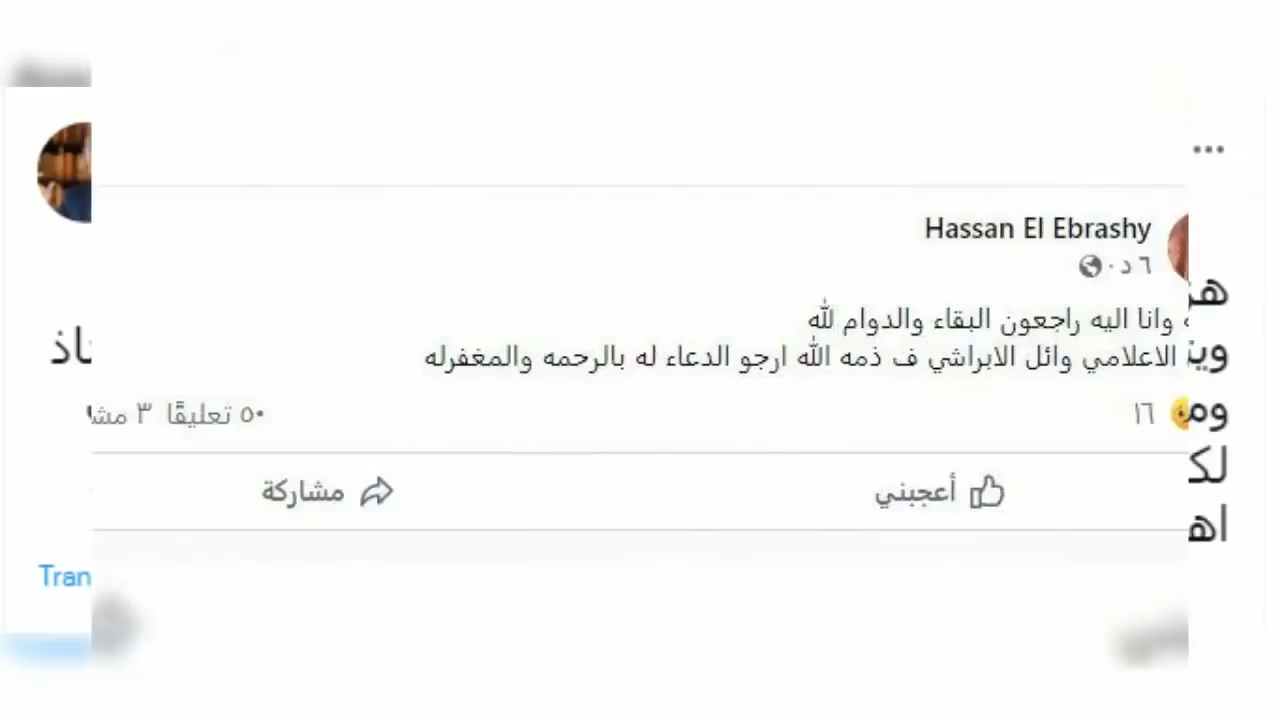 Hassan El Ebrashy
٦ د ·
وانا اليه راجعون البقاء والدوام لله
الاعلامي وائل الابراشي ف ذمه الله ارجو الدعاء له بالرحمه والمغفرله
١٦
٥٠ تعليقًا ٣
أعجبني
مشاركة